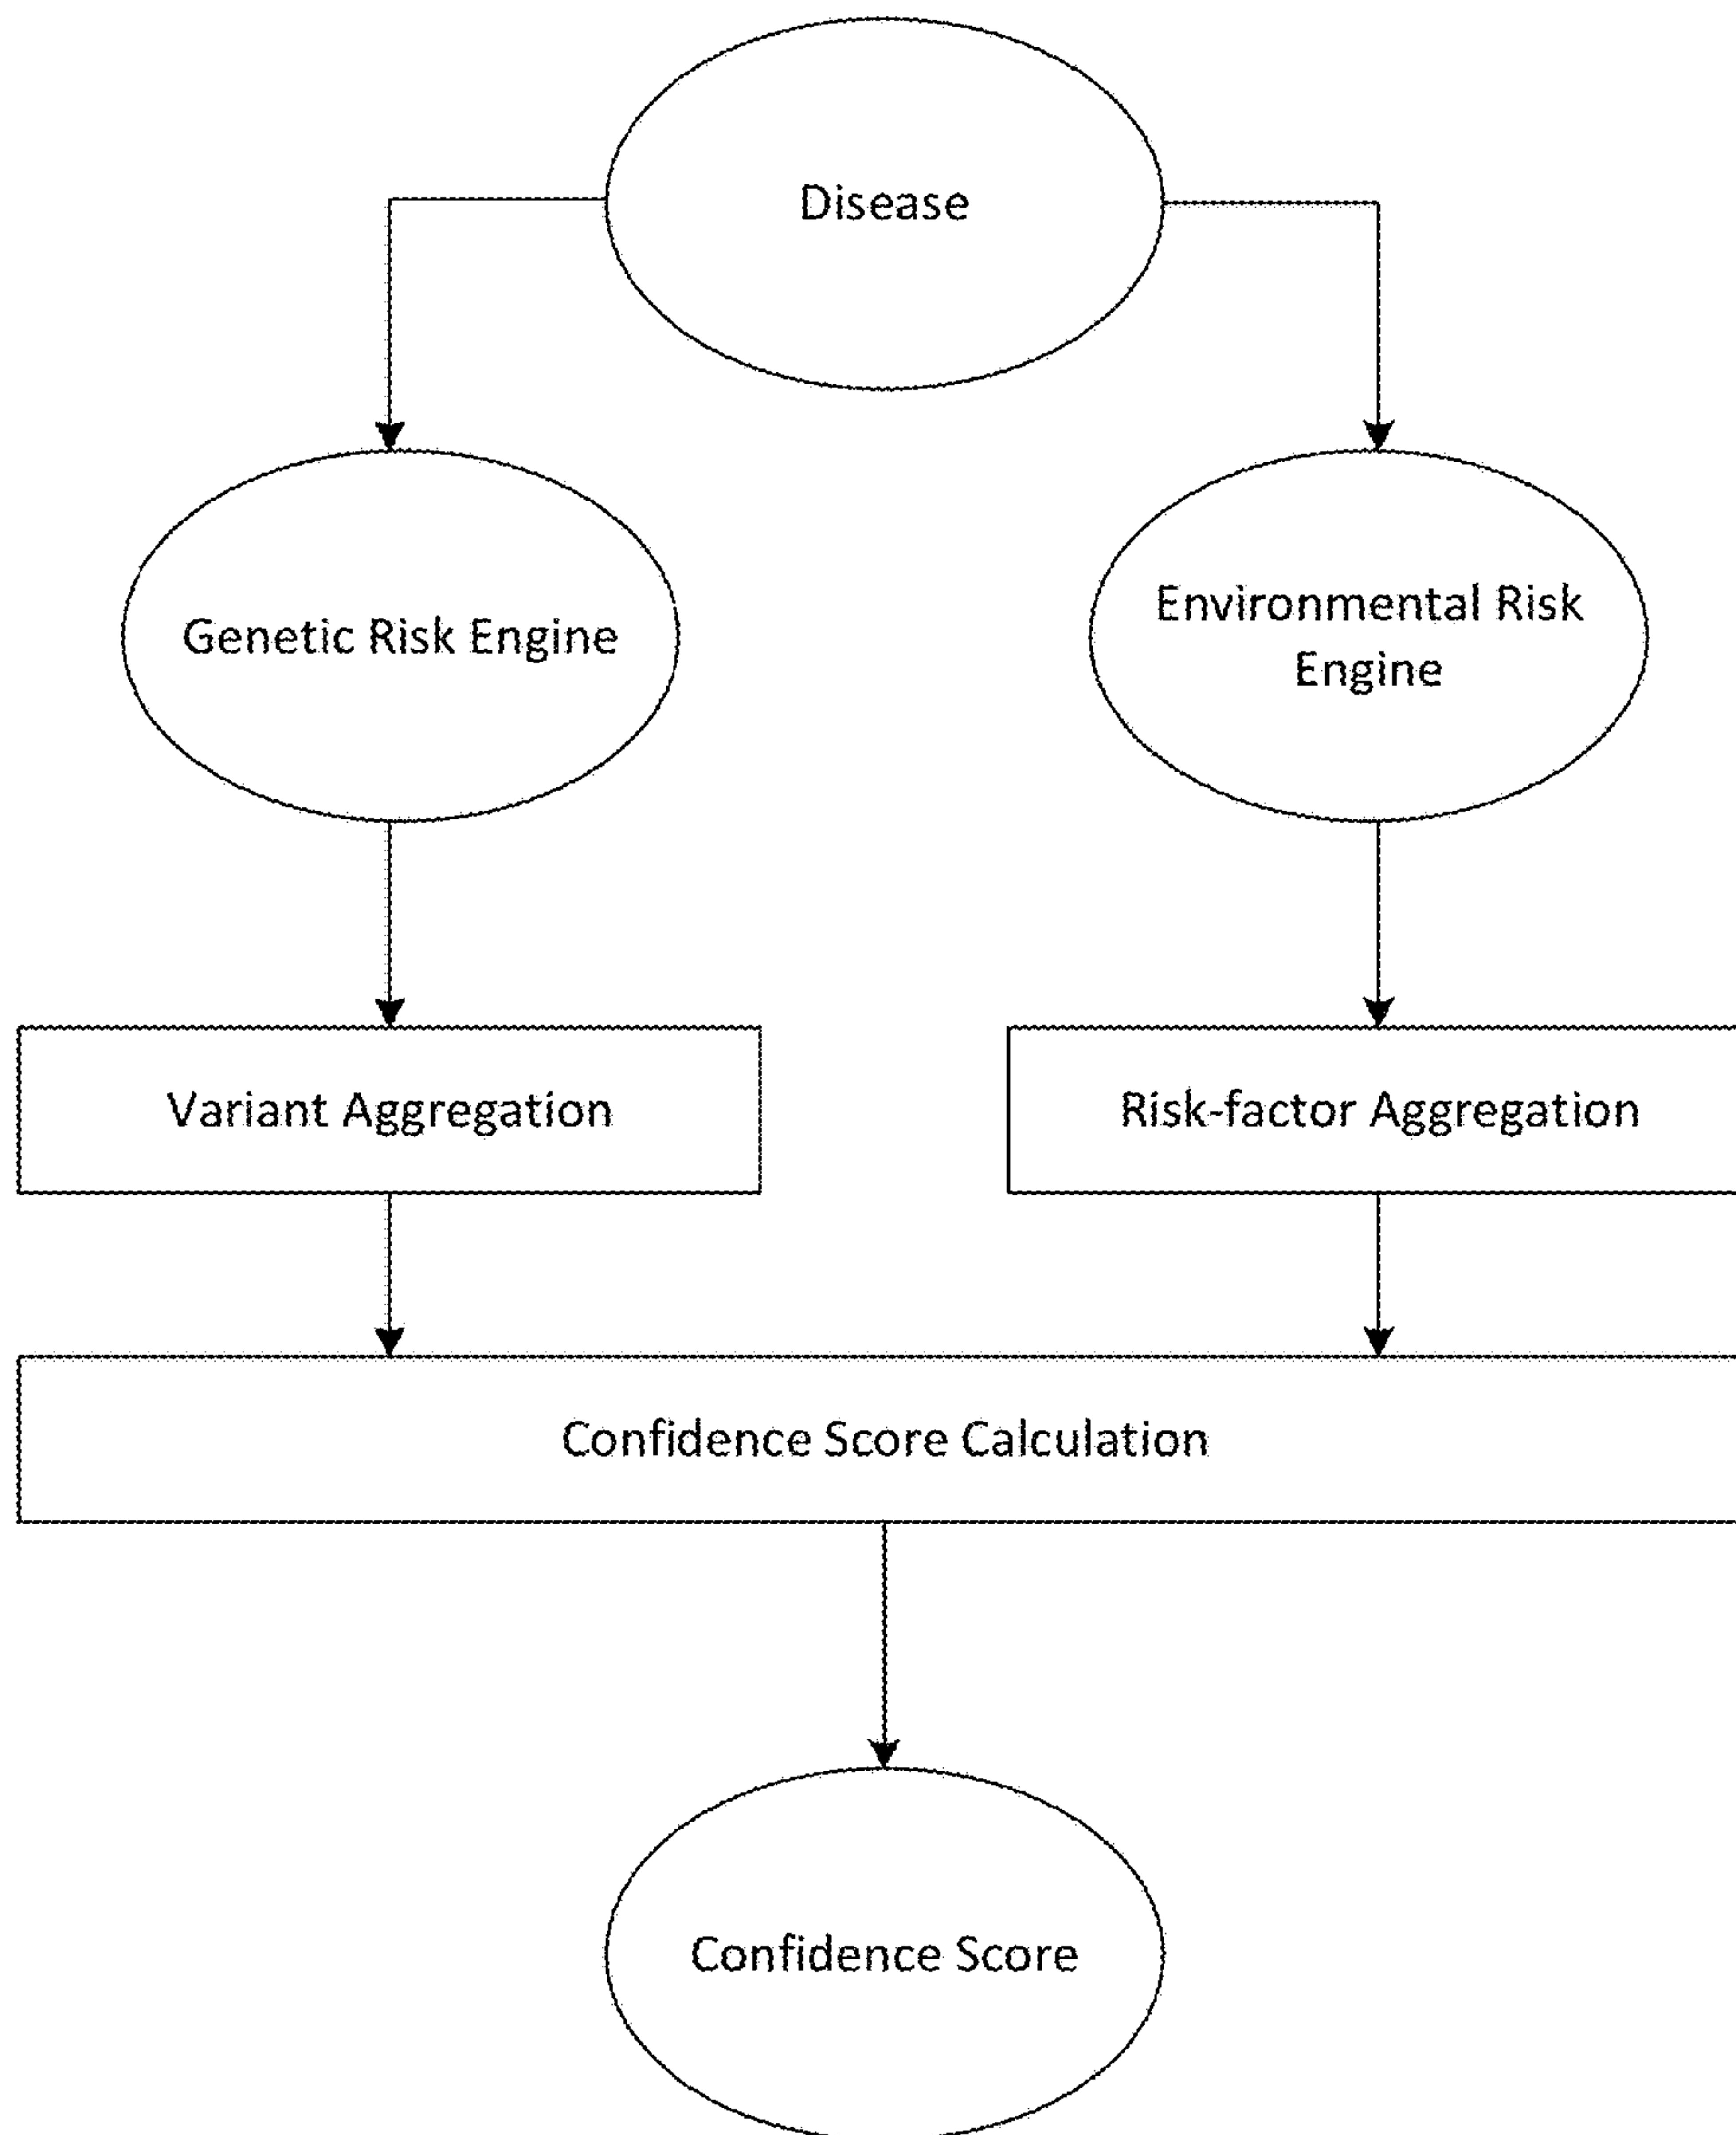 Disease
Genetic Risk Engine
Environmental Risk
Engine
Variant Aggregation
Risk-factor Aggregation
Confidence Score Calculation
Confidence Score